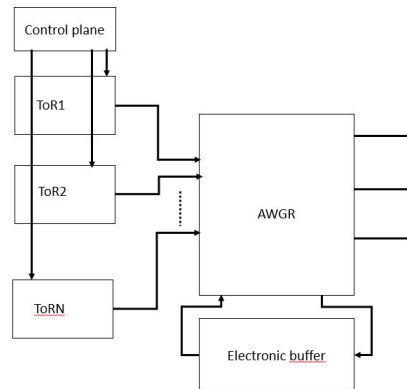 Control plane
ToR1
ToR2
AWGR
ToRN
Electronic buffer